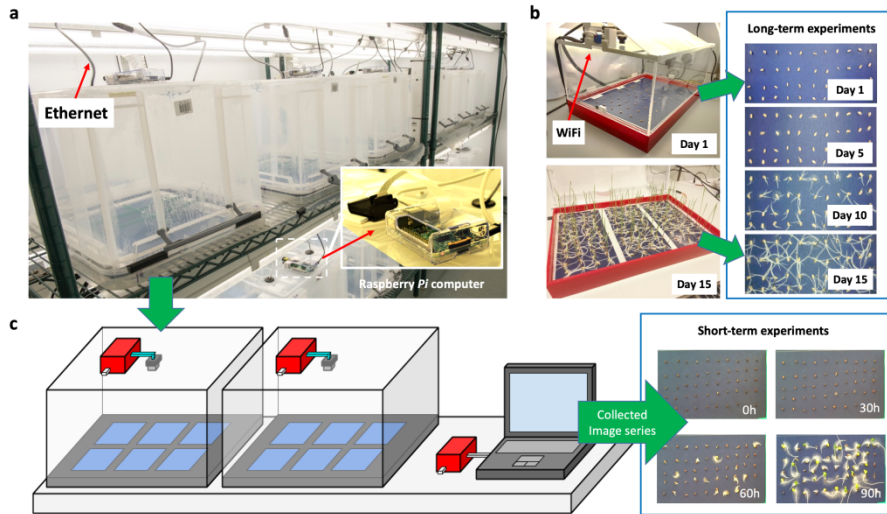 a
Ethernet
Raspberry Pi computer
b
WiFi
Day 1
Day 15
Long-term experiments
Day 1
Day 5
Day 10
Day 15
c
Collected
Image series
Short-term experiments
0h
30h
60h
90h